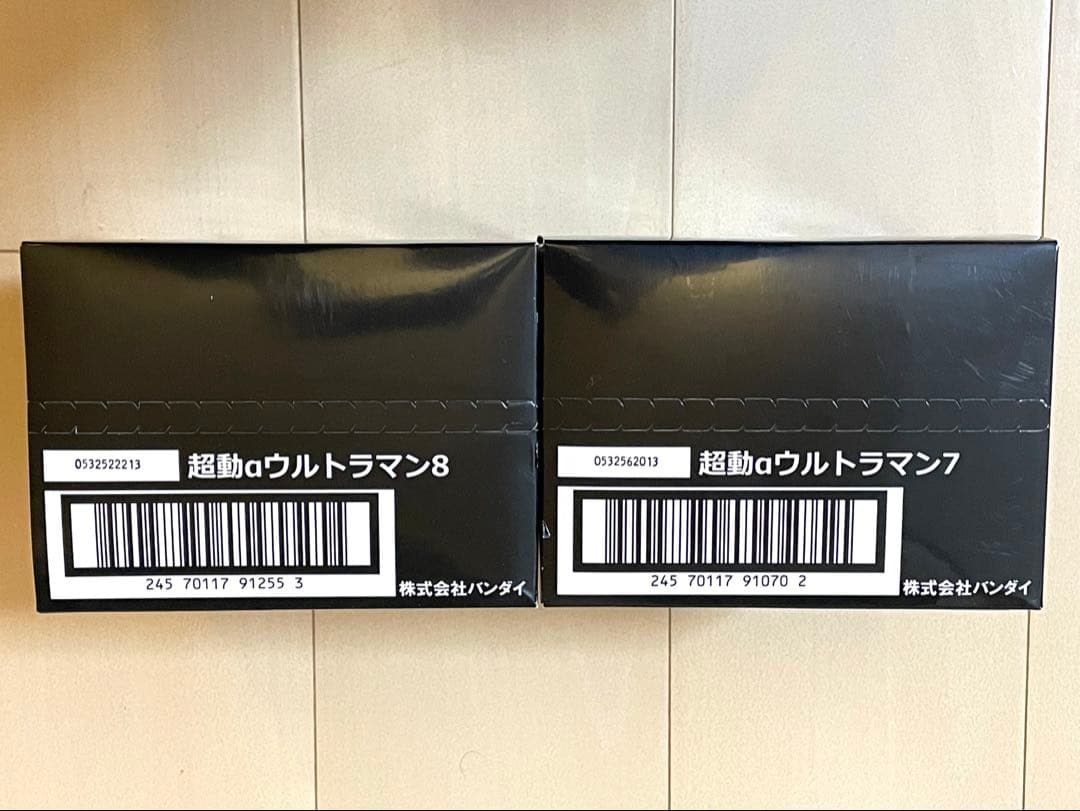 0532522213 超動αウルトラマン8
245 70117 91255 3
株式会社バンダイ
0532562013 超動αウルトラマン7
245 70117 91070 2
株式会社バンダイ